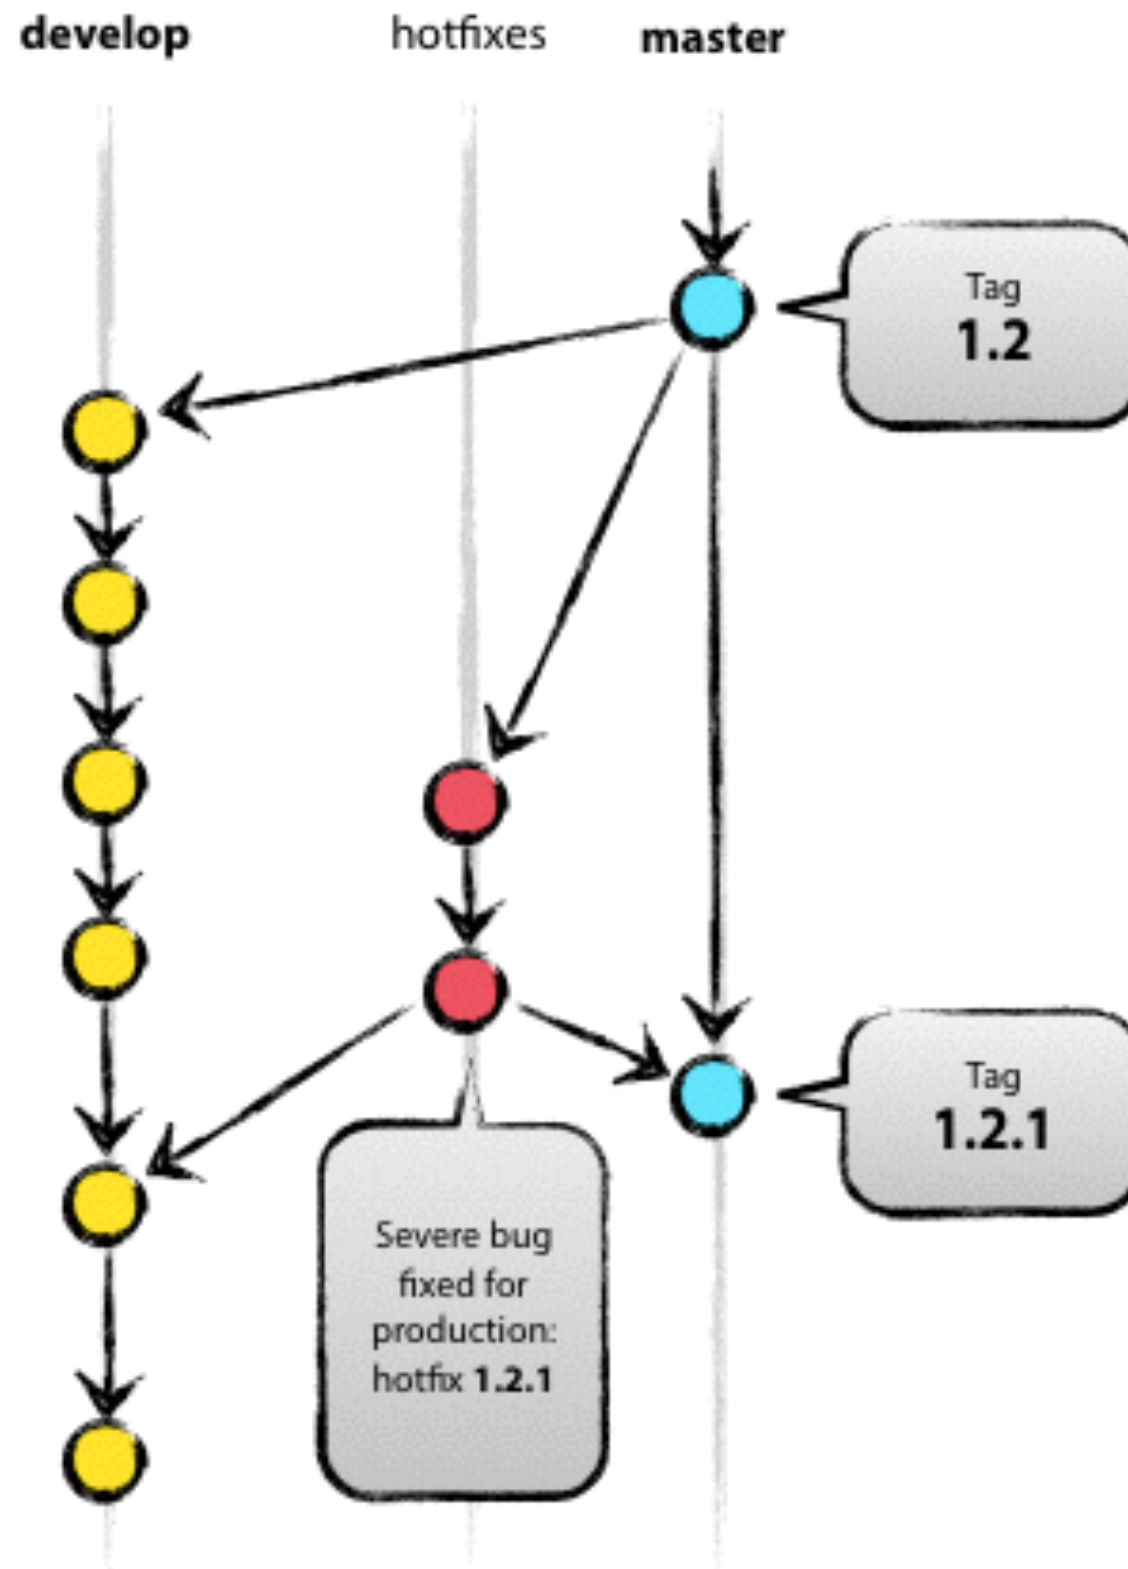 develop
hotfixes
master
Tag
1.2
Tag
1.2.1
Severe bug
fixed for
production:
hotfix 1.2.1